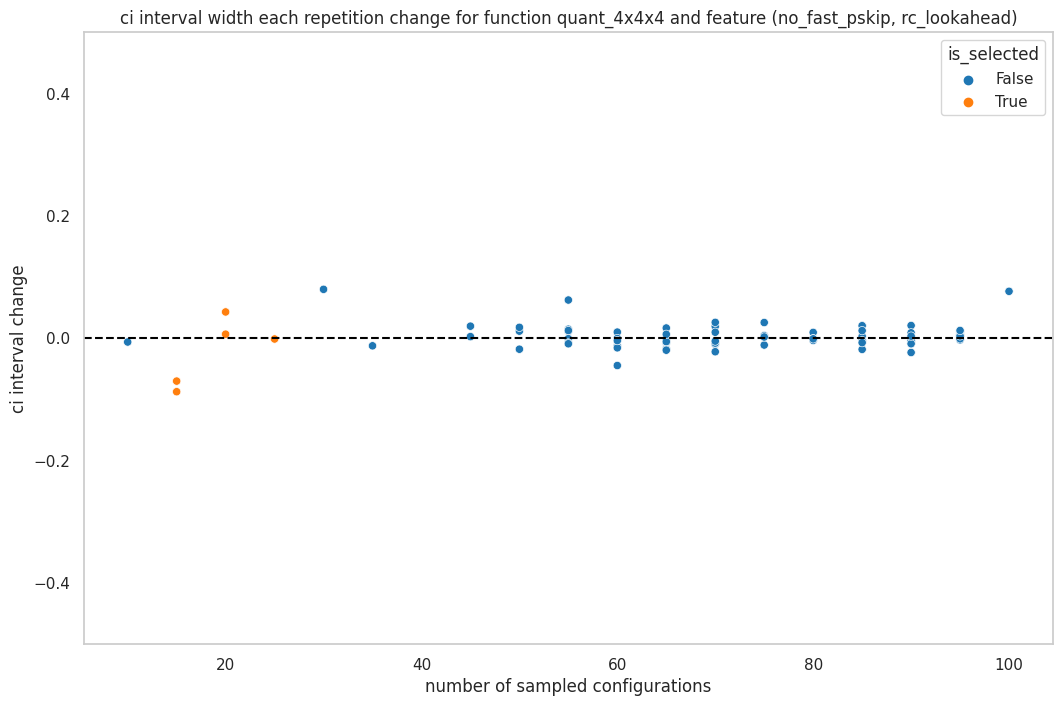 ci interval width each repetition change for function quant_4x4x4 and feature (no_fast_pskip, rc_lookahead)
is_selected
False
True
0.4
0.2
0.0
−0.2
−0.4
ci interval change
20
40
60
80
100
number of sampled configurations